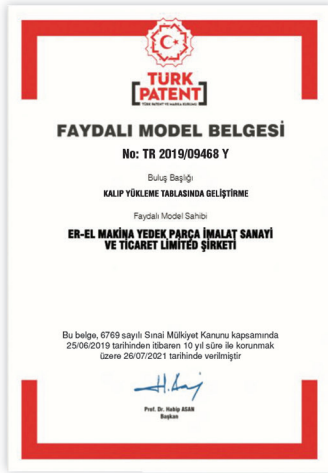 TÜRK
PATENT
TÜRK PATENT VE MARKA KURUMU
FAYDALI MODEL BELGESİ
No: TR 2019/09468 Y
Buluş Başlığı
KALIP YÜKLEME TABLASINDA GELİŞTİRME
Faydalı Model Sahibi
ER-EL MAKİNA YEDEK PARÇA İMALAT SANAYİ
VE TİCARET LİMİTED ŞİRKETİ
Bu belge, 6769 sayılı Sınai Mülkiyet Kanunu kapsamında
25/06/2019 tarihinden itibaren 10 yıl süre ile korunmak
üzere 26/07/2021 tarihinde verilmiştir
Prof. Dr. Habip ASAN
Başkan